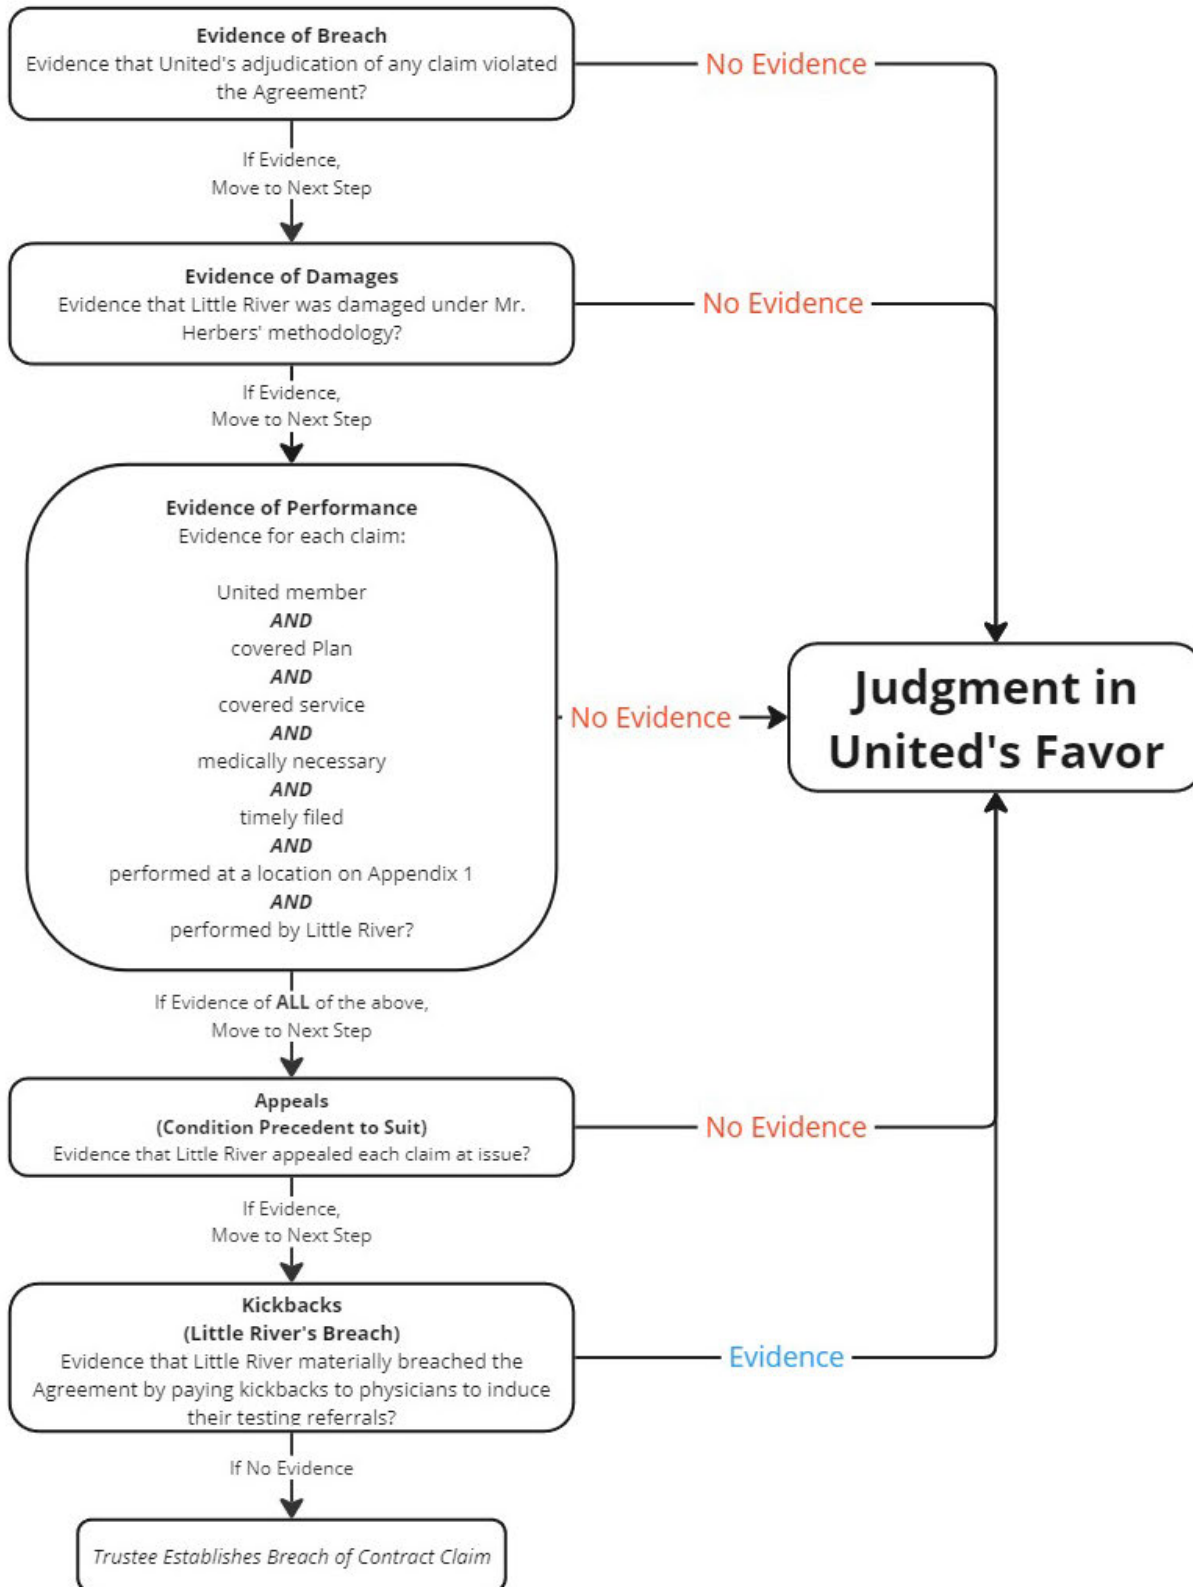 Evidence of Breach
Evidence that United's adjudication of any claim violated
the Agreement?
No Evidence
If Evidence,
Move to Next Step
Evidence of Damages
Evidence that Little River was damaged under Mr.
Herbers' methodology?
No Evidence
If Evidence,
Move to Next Step
Evidence of Performance
Evidence for each claim:
United member
AND
covered Plan
AND
covered service
AND
medically necessary
AND
timely filed
AND
performed at a location on Appendix 1
AND
performed by Little River?
No Evidence
Judgment in
United's Favor
If Evidence of ALL of the above,
Move to Next Step
Appeals
(Condition Precedent to Suit)
Evidence that Little River appealed each claim at issue?
No Evidence
If Evidence,
Move to Next Step
Kickbacks
(Little River's Breach)
Evidence that Little River materially breached the
Agreement by paying kickbacks to physicians to induce
their testing referrals?
Evidence
If No Evidence
Trustee Establishes Breach of Contract Claim